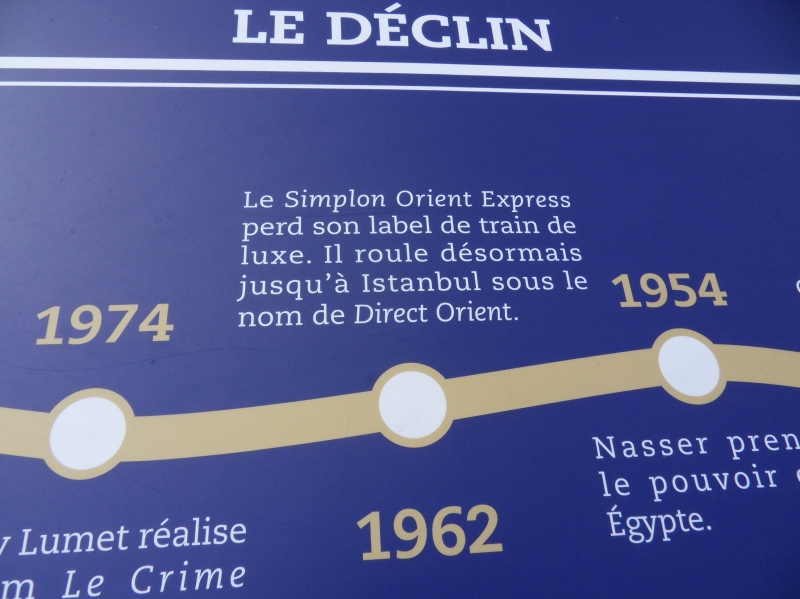 LE DÉCLIN
Le Simplon Orient Express
perd son label de train de
luxe. Il roule désormais
jusqu'à Istanbul sous le
nom de Direct Orient.
1974
1954
1962
Nasser
le pouvoir
Égypte.
Lumet réalise
Le Crime